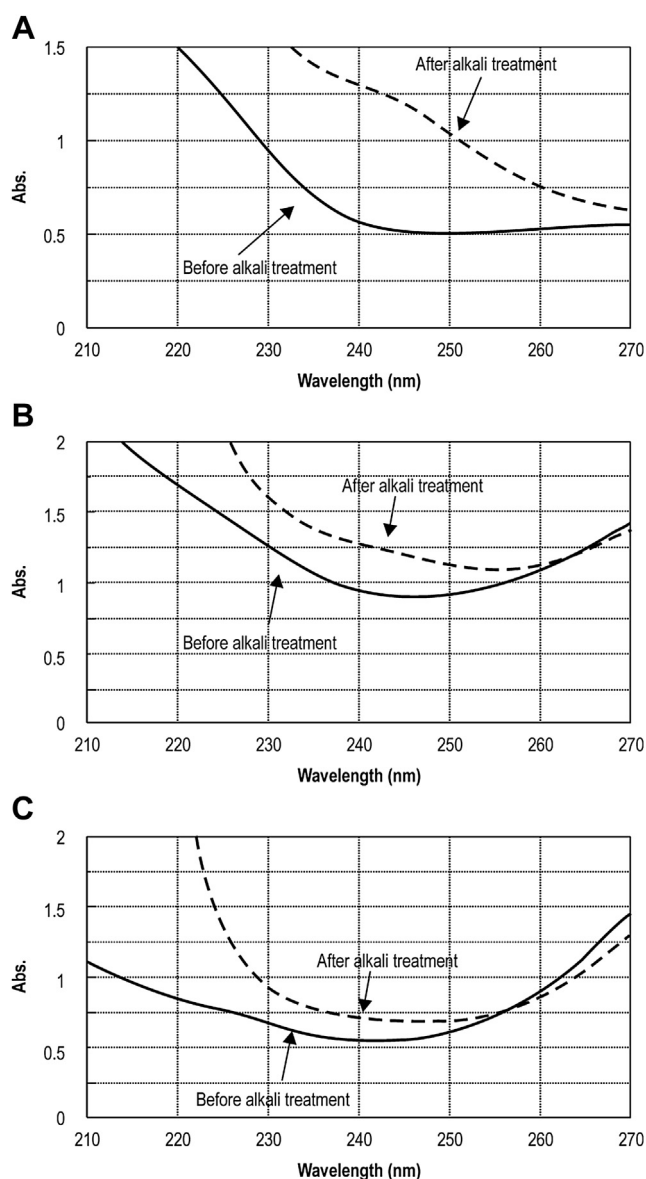 A
1.5
After alkali treatment
1
Abs.
0.5
Before alkali treatment
0
210 220 230 240 250 260 270
Wavelength (nm)
B
2
After alkali treatment
1.5
1
Abs.
Before alkali treatment
0.5
0
210 220 230 240 250 260 270
Wavelength (nm)
C
2
1.5
After alkali treatment
1
Abs.
0.5
Before alkali treatment
0
210 220 230 240 250 260 270
Wavelength (nm)